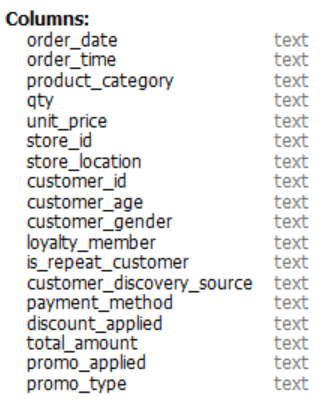 Columns:
order_date text
order_time text
product_category text
qty text
unit_price text
store_id text
store_location text
customer_id text
customer_age text
customer_gender text
loyalty_member text
is_repeat_customer text
customer_discovery_source text
payment_method text
discount_applied text
total_amount text
promo_applied text
promo_type text